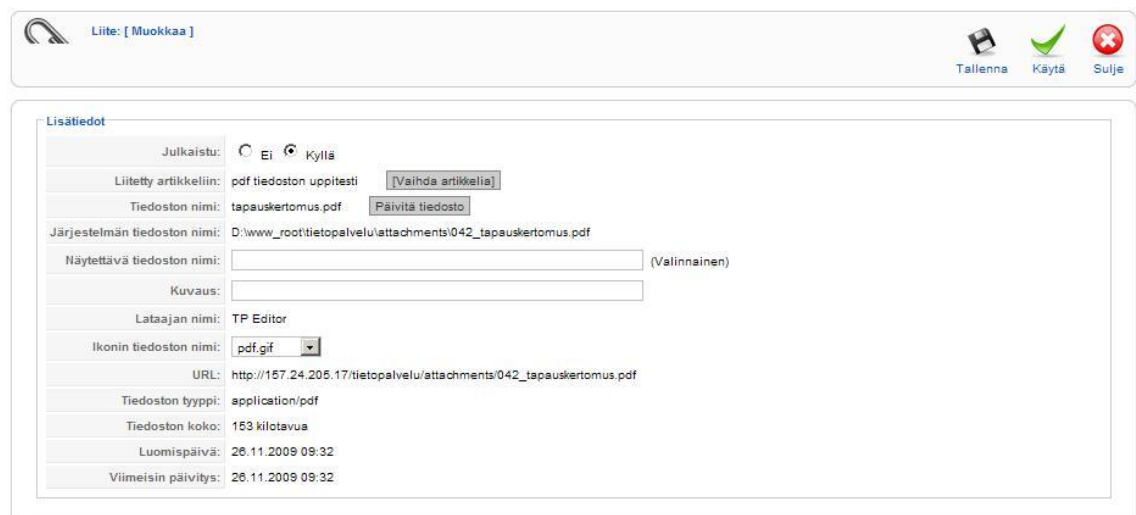 Liite: [ Muokkaa ]
Tallenna Käytä Sulje
Lisätiedot
Julkaistu: Ei Kyllä
Liitetty artikkeliin: pdf tiedoston uppitesti [Vaihda artikkelia]
Tiedoston nimi: tapauskertomus.pdf Päivitä tiedosto
Järjestelmän tiedoston nimi: D:\www_root\tietopalvelu\attachments\042_tapauskertomus.pdf
Näytettävä tiedoston nimi: (Valinnainen)
Kuvaus:
Lataajan nimi: TP Editor
Ikonin tiedoston nimi: pdf.gif
URL: http://157.24.205.17/tietopalvelu/attachments/042_tapauskertomus.pdf
Tiedoston tyyppi: application/pdf
Tiedoston koko: 153 kilotavua
Luomispäivä: 26.11.2009 09:32
Viimeisin päivitys: 26.11.2009 09:32